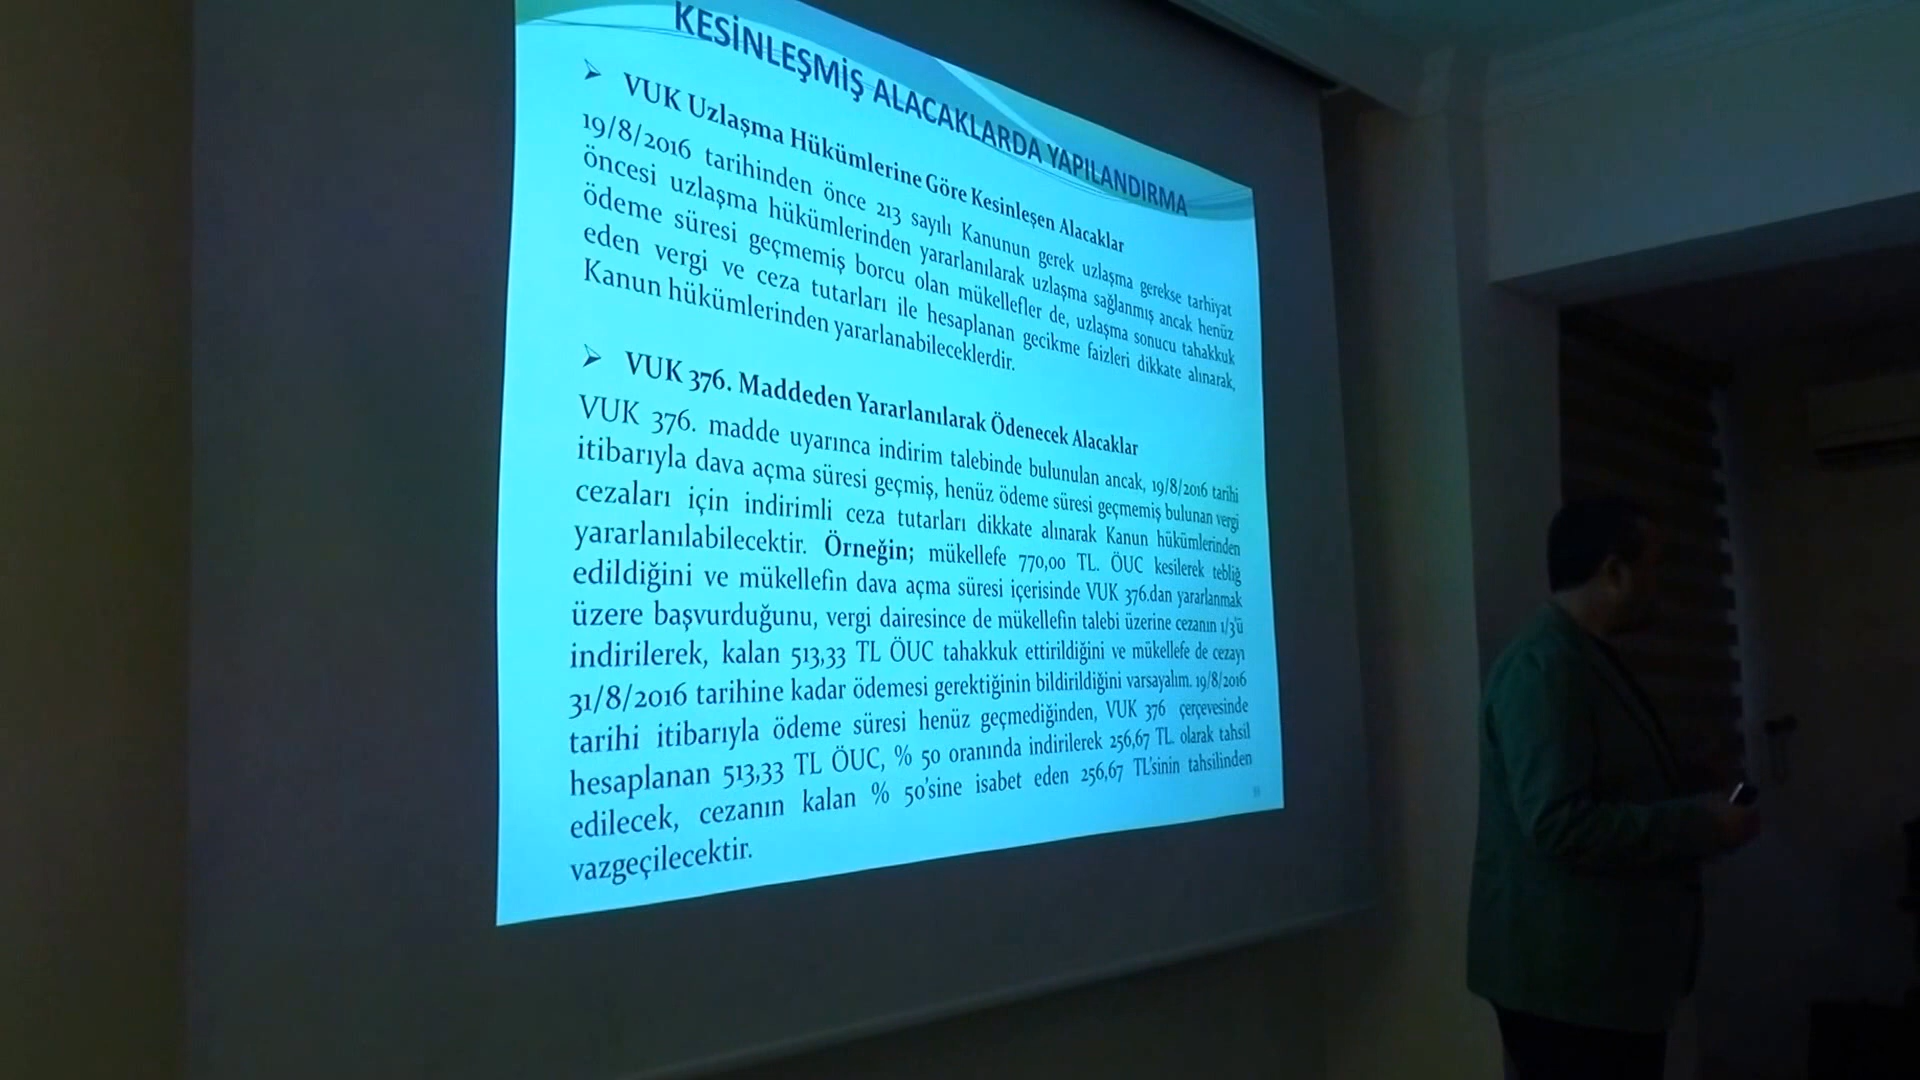 KESİNLEŞMİŞ ALACAKLARDA YAPILANDIRMA
➢ VUK Uzlaşma Hükümlerine Göre Kesinleşen Alacaklar
19/8/2016 tarihinden önce 213 sayılı Kanunun gerek uzlaşma gerekse tarhiyat
öncesi uzlaşma hükümlerinden yararlanılarak uzlaşma sağlanmış ancak henüz
ödeme süresi geçmemiş borcu olan mükellefler de, uzlaşma sonucu tahakkuk
eden vergi ve ceza tutarları ile hesaplanan gecikme faizleri dikkate alınarak,
Kanun hükümlerinden yararlanabileceklerdir.
➢ VUK 376. Maddeden Yararlanılarak Ödenecek Alacaklar
VUK 376. madde uyarınca indirim talebinde bulunulan ancak, 19/8/2016 tarihi
itibarıyla dava açma süresi geçmiş, henüz ödeme süresi geçmemiş bulunan vergi
cezaları için indirimli ceza tutarları dikkate alınarak Kanun hükümlerinden
yararlanılabilecektir. Örneğin; mükellefe 770,00 TL. ÖUC kesilerek tebliğ
edildiğini ve mükellefin dava açma süresi içerisinde VUK 376.dan yararlanmak
üzere başvurduğunu, vergi dairesince de mükellefin talebi üzerine cezanın 1/3'ü
indirilerek, kalan 513,33 TL ÖUC tahakkuk ettirildiğini ve mükellefe de cezayı
31/8/2016 tarihine kadar ödemesi gerektiğinin bildirildiğini varsayalım. 19/8/2016
tarihi itibarıyla ödeme süresi henüz geçmediğinden, VUK 376 çerçevesinde
hesaplanan 513,33 TL ÖUC, % 50 oranında indirilerek 256,67 TL. olarak tahsil
edilecek, cezanın kalan % 50'sine isabet eden 256,67 TL'sinin tahsilinden
vazgeçilecektir.